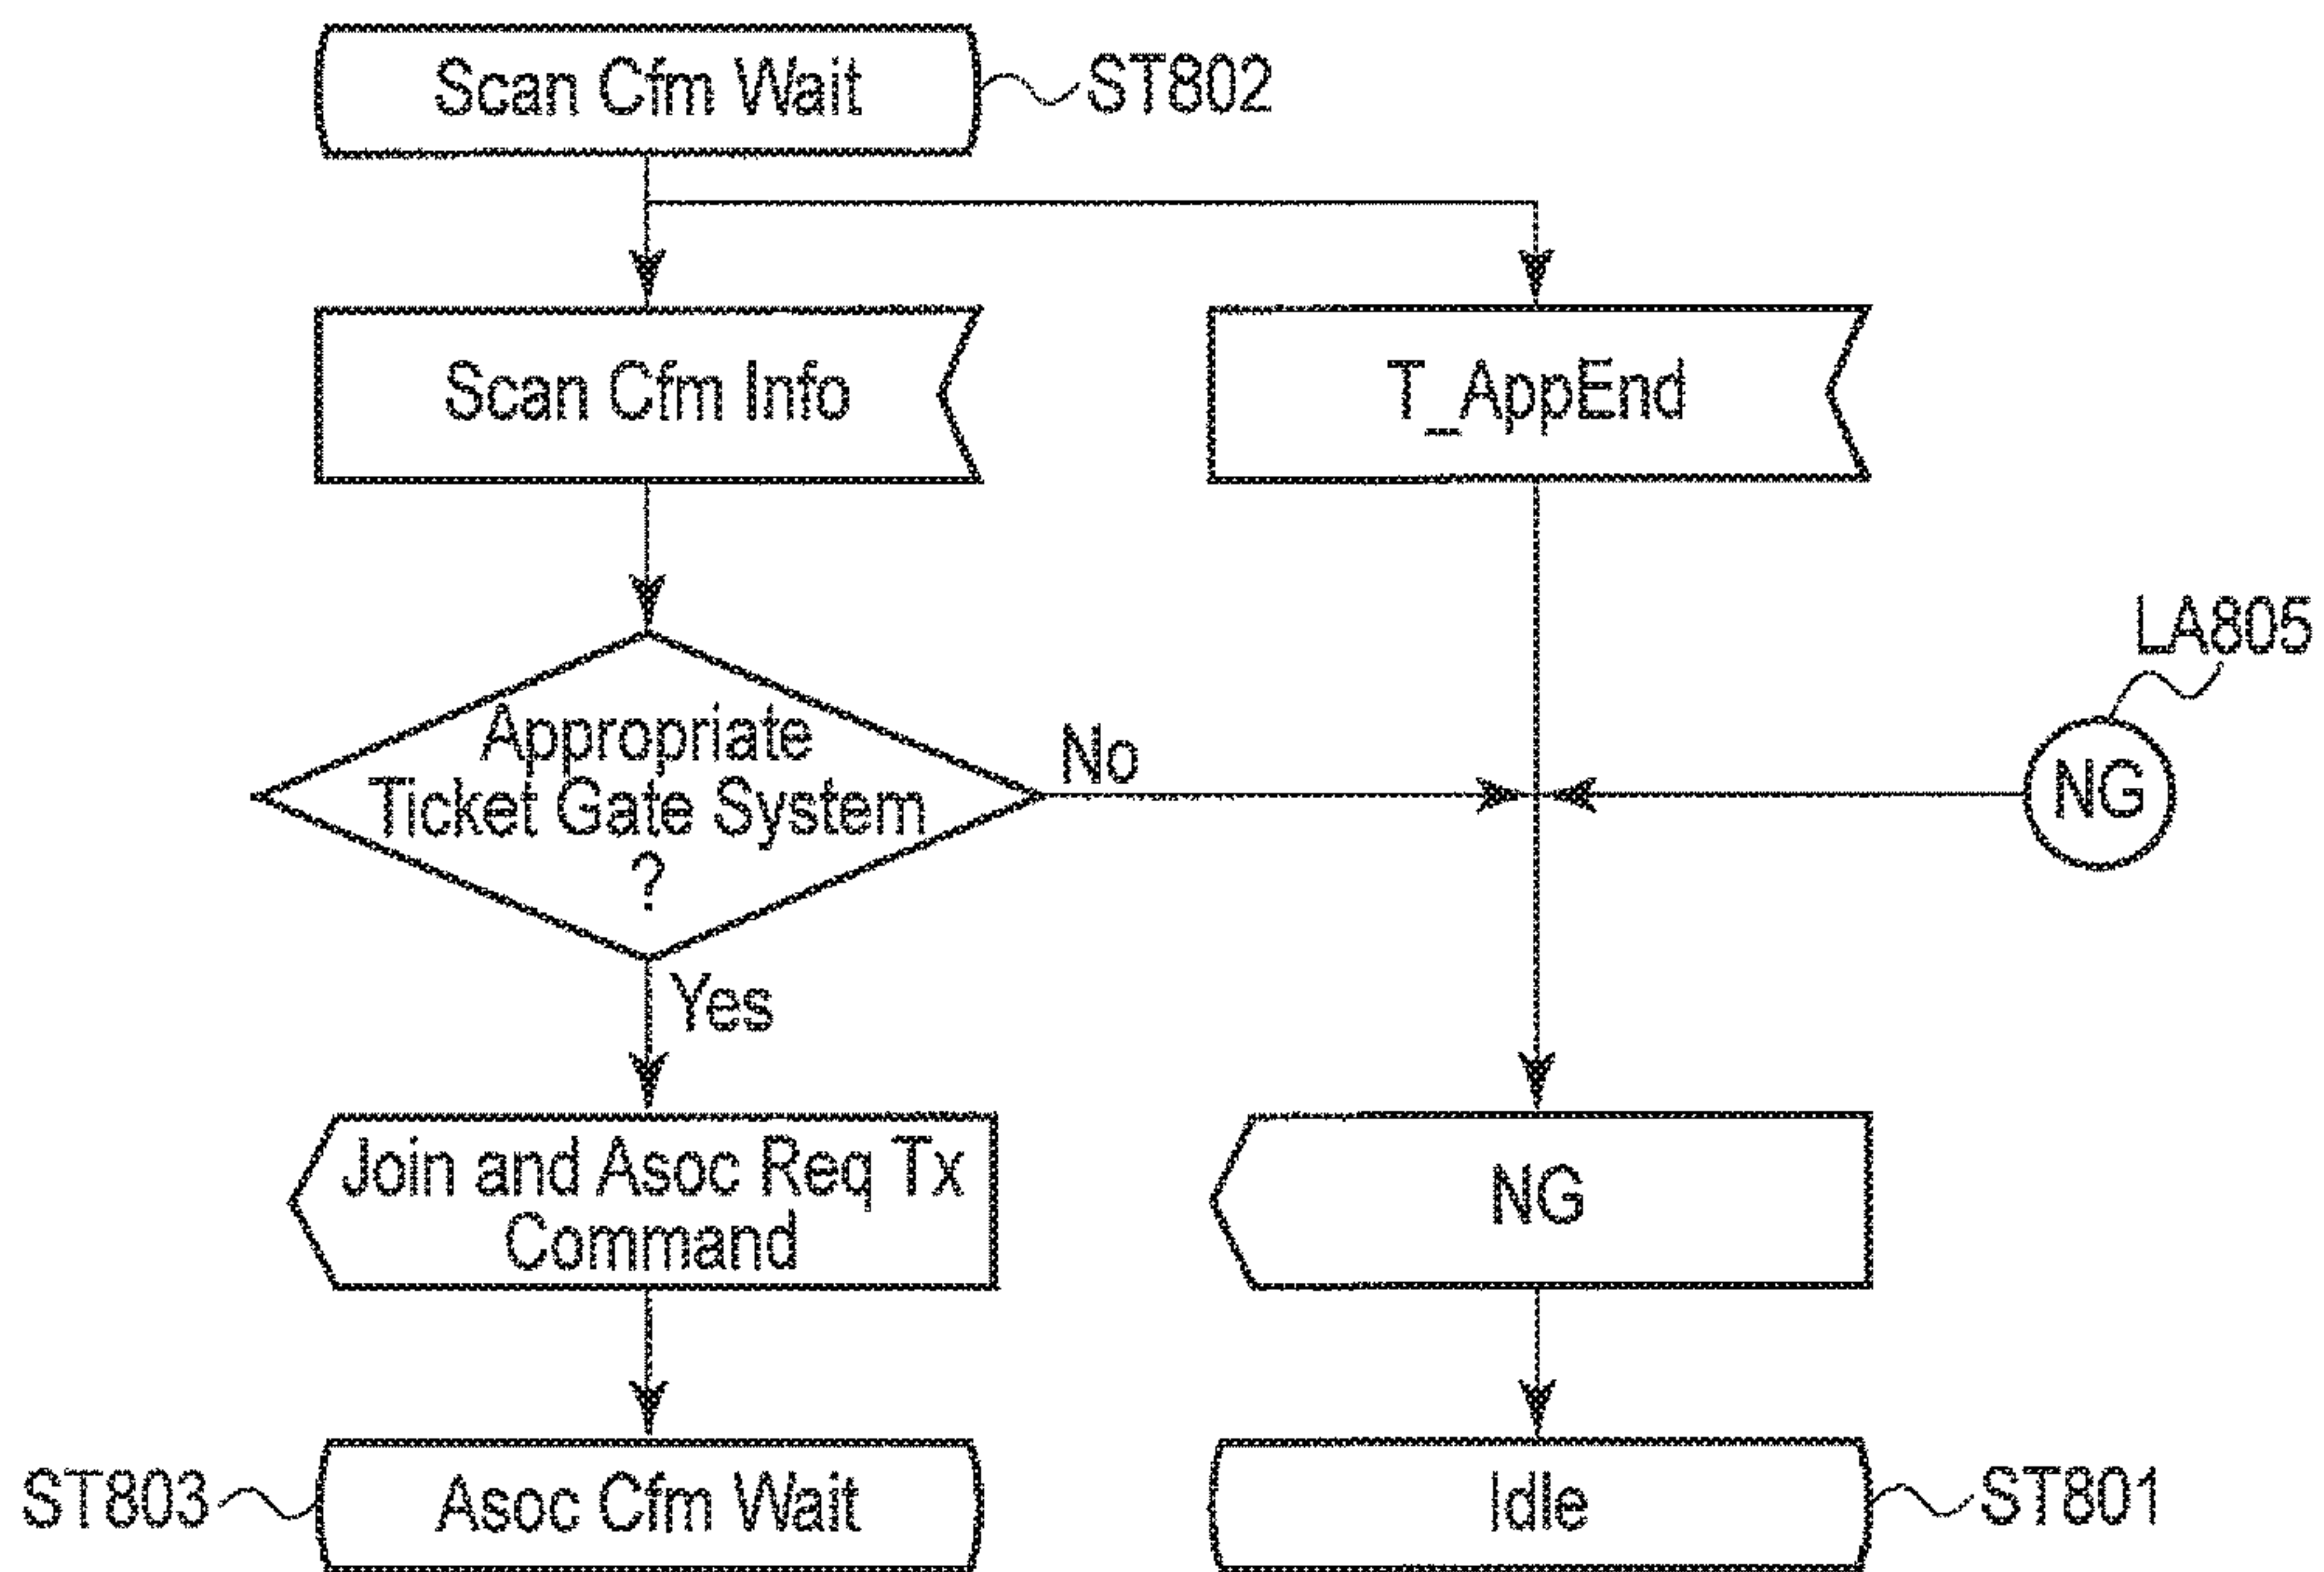 Scan Cfm Wait
ST802
Scan Cfm Info
T_AppEnd
LA805
Appropriate
Ticket Gate System
?
No
NG
Yes
Join and Asoc Req Tx
Command
NG
ST803
Asoc Cfm Wait
Idle
ST801